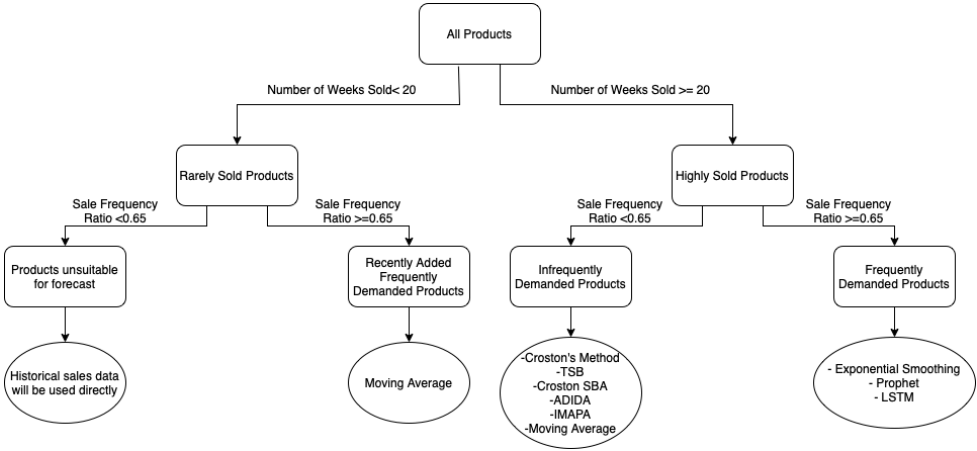 All Products
Number of Weeks Sold< 20
Number of Weeks Sold >= 20
Rarely Sold Products
Highly Sold Products
Sale Frequency
Ratio <0.65
Sale Frequency
Ratio >=0.65
Sale Frequency
Ratio <0.65
Sale Frequency
Ratio >=0.65
Products unsuitable
for forecast
Recently Added
Frequently
Demanded Products
Infrequently
Demanded Products
Frequently
Demanded Products
Historical sales data
will be used directly
Moving Average
-Croston's Method
-TSB
-Croston SBA
-ADIDA
-IMAPA
-Moving Average
- Exponential Smoothing
- Prophet
- LSTM